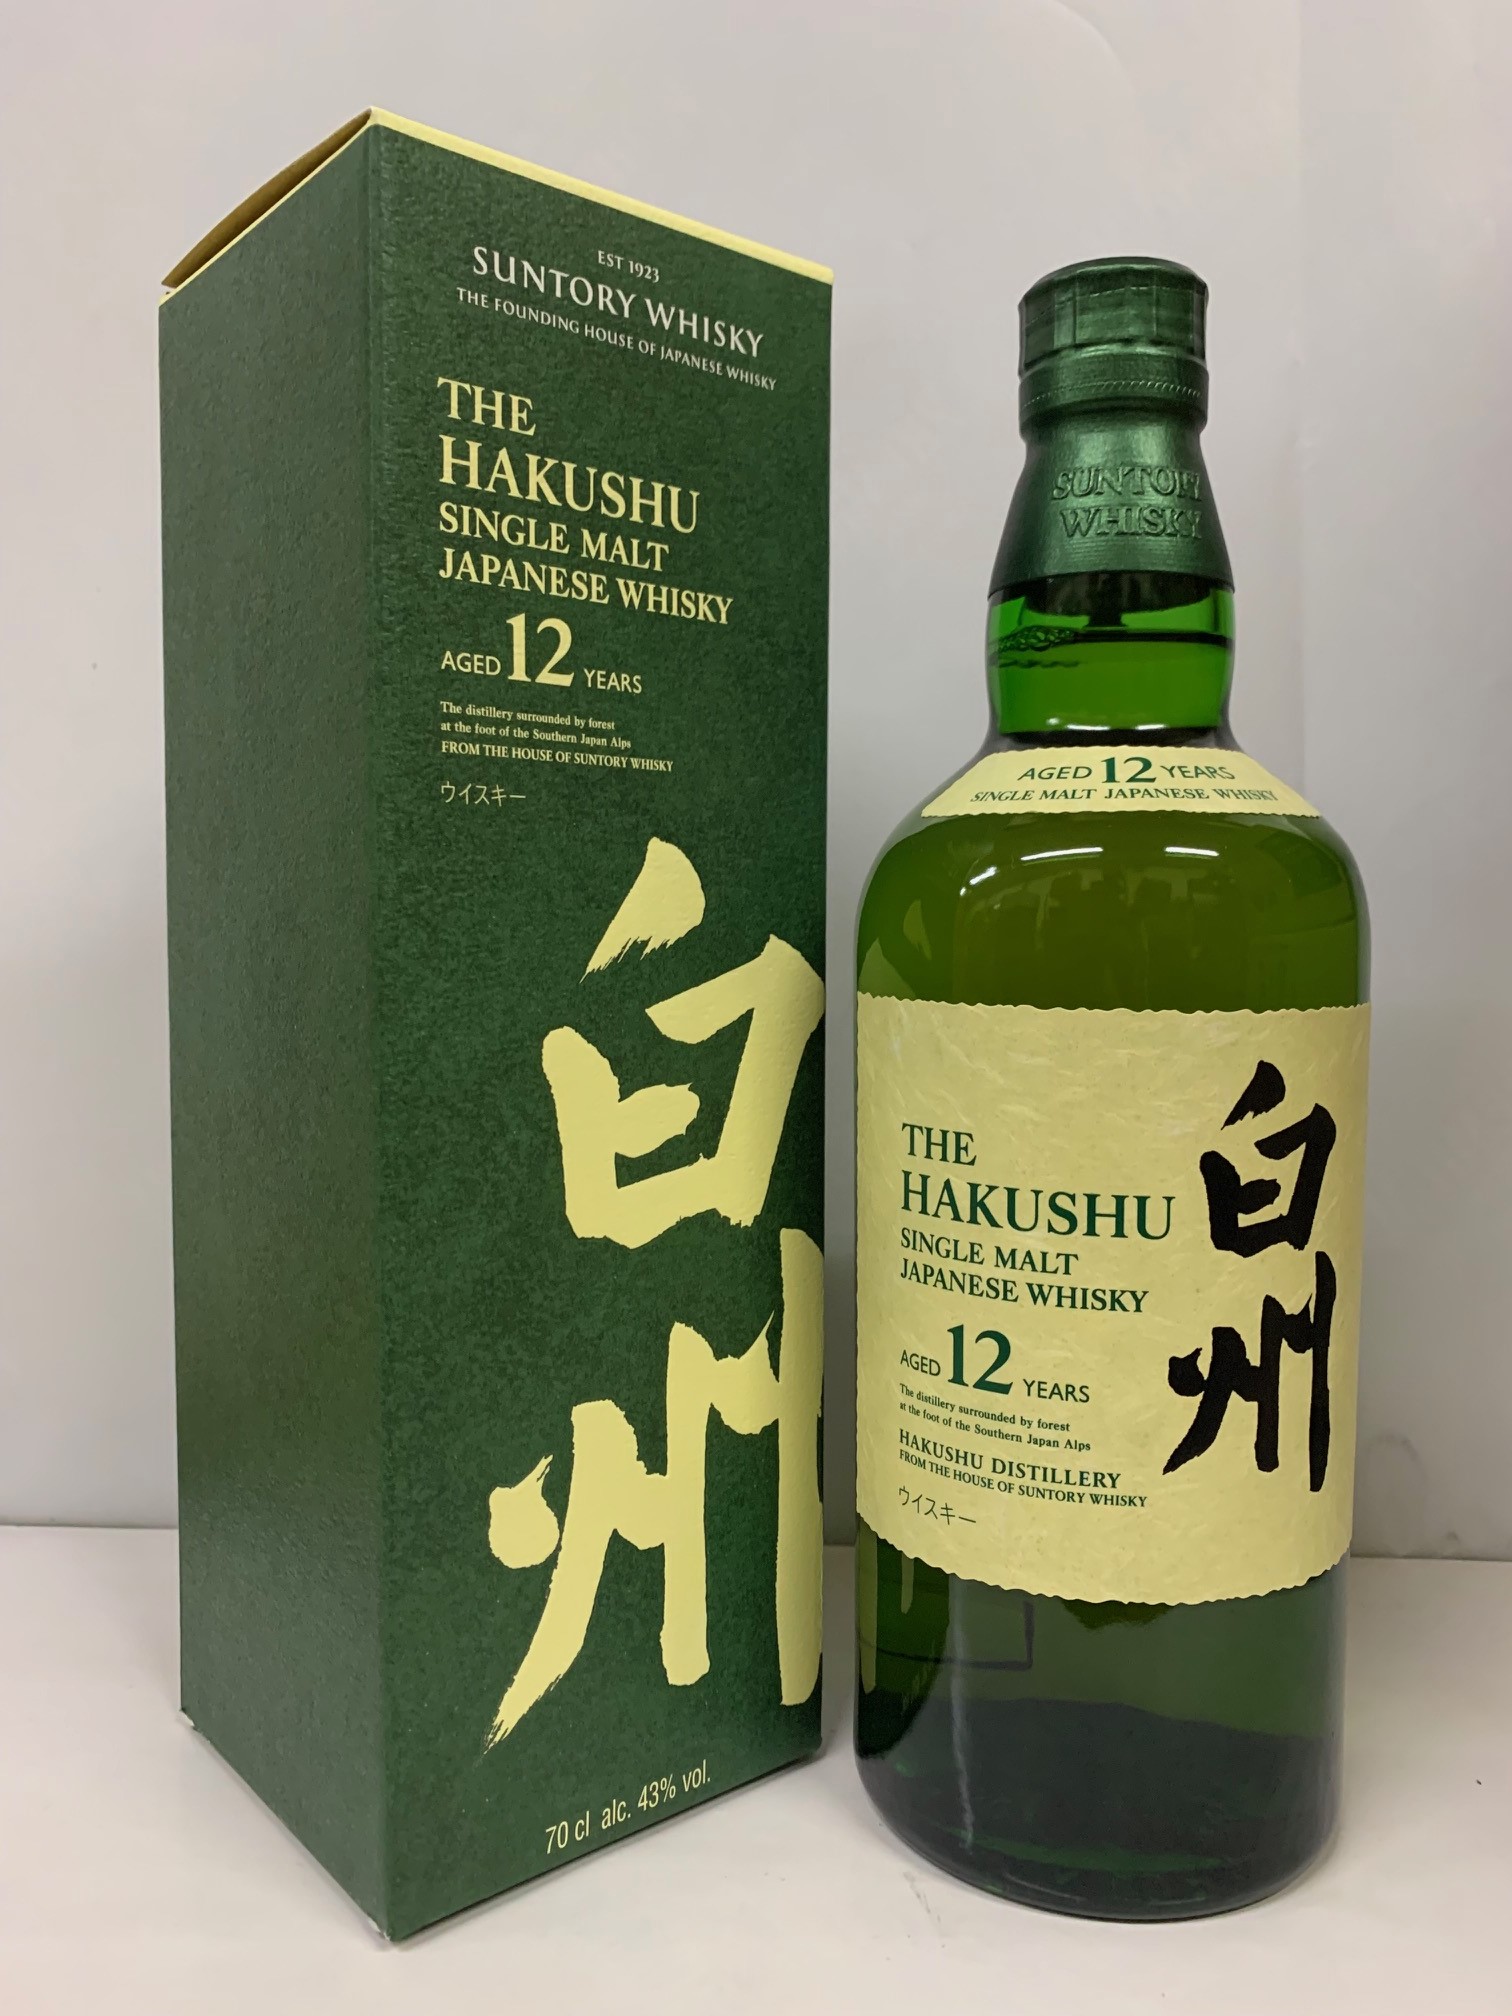 EST 1923
SUNTORY WHISKY
THE FOUNDING HOUSE OF JAPANESE WHISKY
THE
HAKUSHU
SINGLE MALT
JAPANESE WHISKY
AGED 12 YEARS
The distillery surrounded by forest
at the foot of the Southern Japan Alps
FROM THE HOUSE OF SUNTORY WHISKY
ウイスキー
白州
70 cl alc. 43% vol.
SUNTORY
WHISKY
AGED 12 YEARS
SINGLE MALT JAPANESE WHISKY
THE
HAKUSHU
SINGLE MALT
JAPANESE WHISKY
AGED 12 YEARS
The distillery surrounded by forest
at the foot of the Southern Japan Alps
HAKUSHU DISTILLERY
FROM THE HOUSE OF SUNTORY WHISKY
ウイスキー
白州